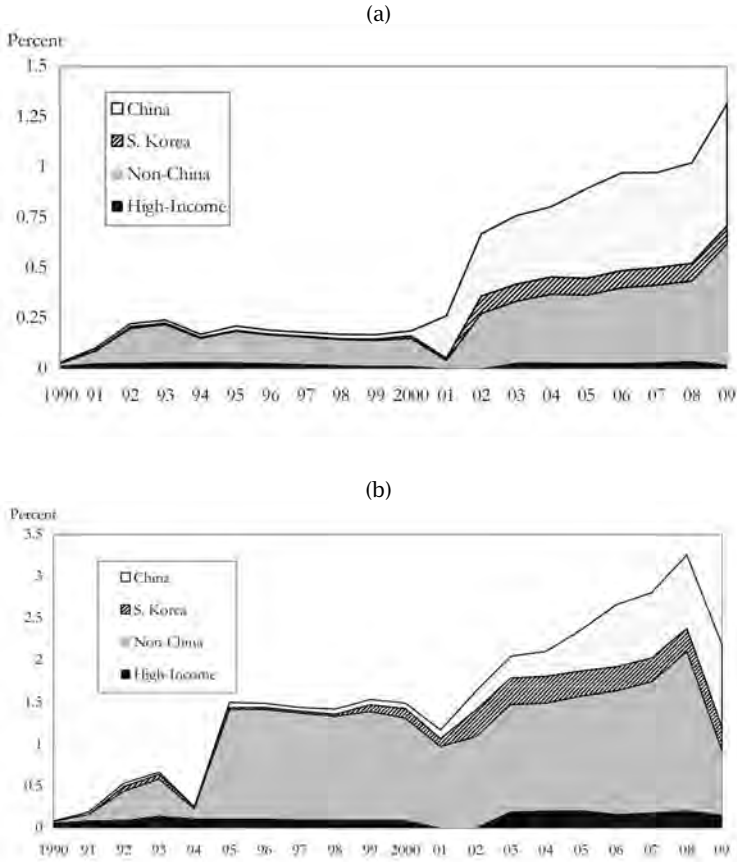 (a)
Percent
1.5
1.25
1
0.75
0.5
0.25
0
China
S. Korea
Non-China
High-Income
1990 91 92 93 94 95 96 97 98 99 2000 01 02 03 04 05 06 07 08 09
(b)
Percent
3.5
3
2.5
2
1.5
1
0.5
0
China
S. Korea
Non-China
High-Income
1990 91 92 93 94 95 96 97 98 99 2000 01 02 03 04 05 06 07 08 09